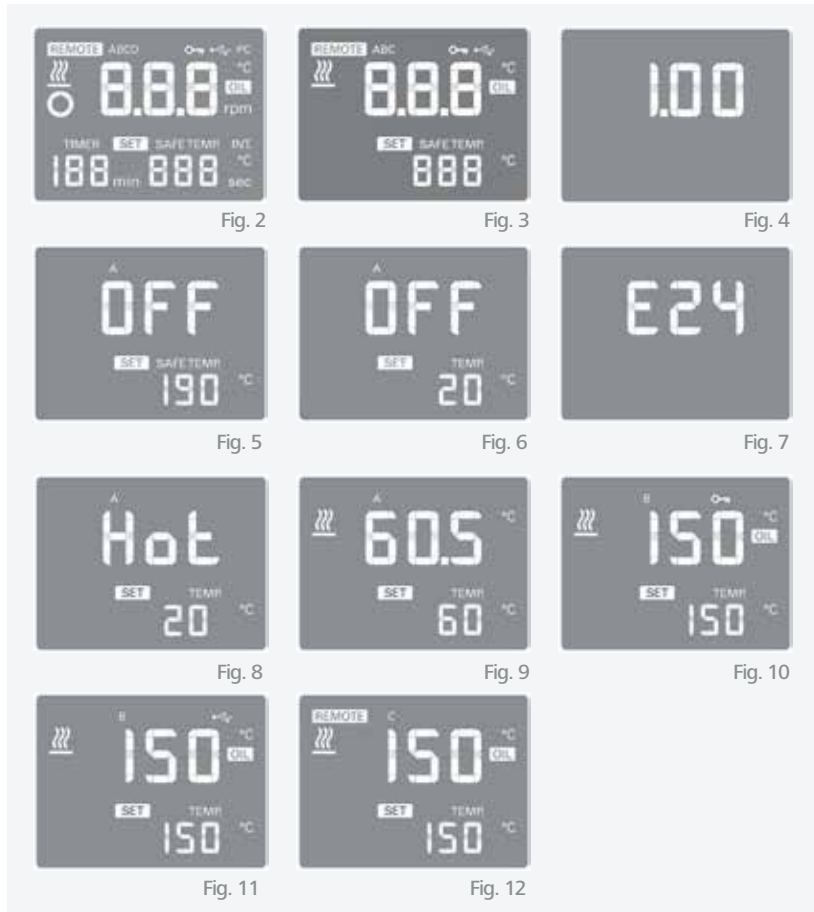 REMOTE ABCD PC
°C
8.8.8 OIL
rpm
TIMER SET SAFE TEMP. INT.
°C
188 min 888 sec
Fig. 2
REMOTE ABC
°C
8.8.8 OIL
SET SAFE TEMP.
888 °C
Fig. 3
1.00
Fig. 4
A
OFF
SET SAFE TEMP.
190 °C
Fig. 5
A
OFF
SET TEMP.
20 °C
Fig. 6
E24
Fig. 7
A
Hot
SET TEMP.
20 °C
Fig. 8
A
60.5 °C
SET TEMP.
60 °C
Fig. 9
B
°C
150 OIL
SET TEMP.
150 °C
Fig. 10
B
°C
150 OIL
SET TEMP.
150 °C
Fig. 11
REMOTE C
°C
150 OIL
SET TEMP.
150 °C
Fig. 12